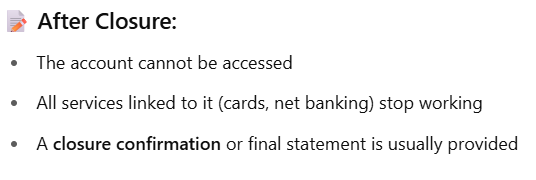 After Closure:
The account cannot be accessed
All services linked to it (cards, net banking) stop working
A closure confirmation or final statement is usually provided